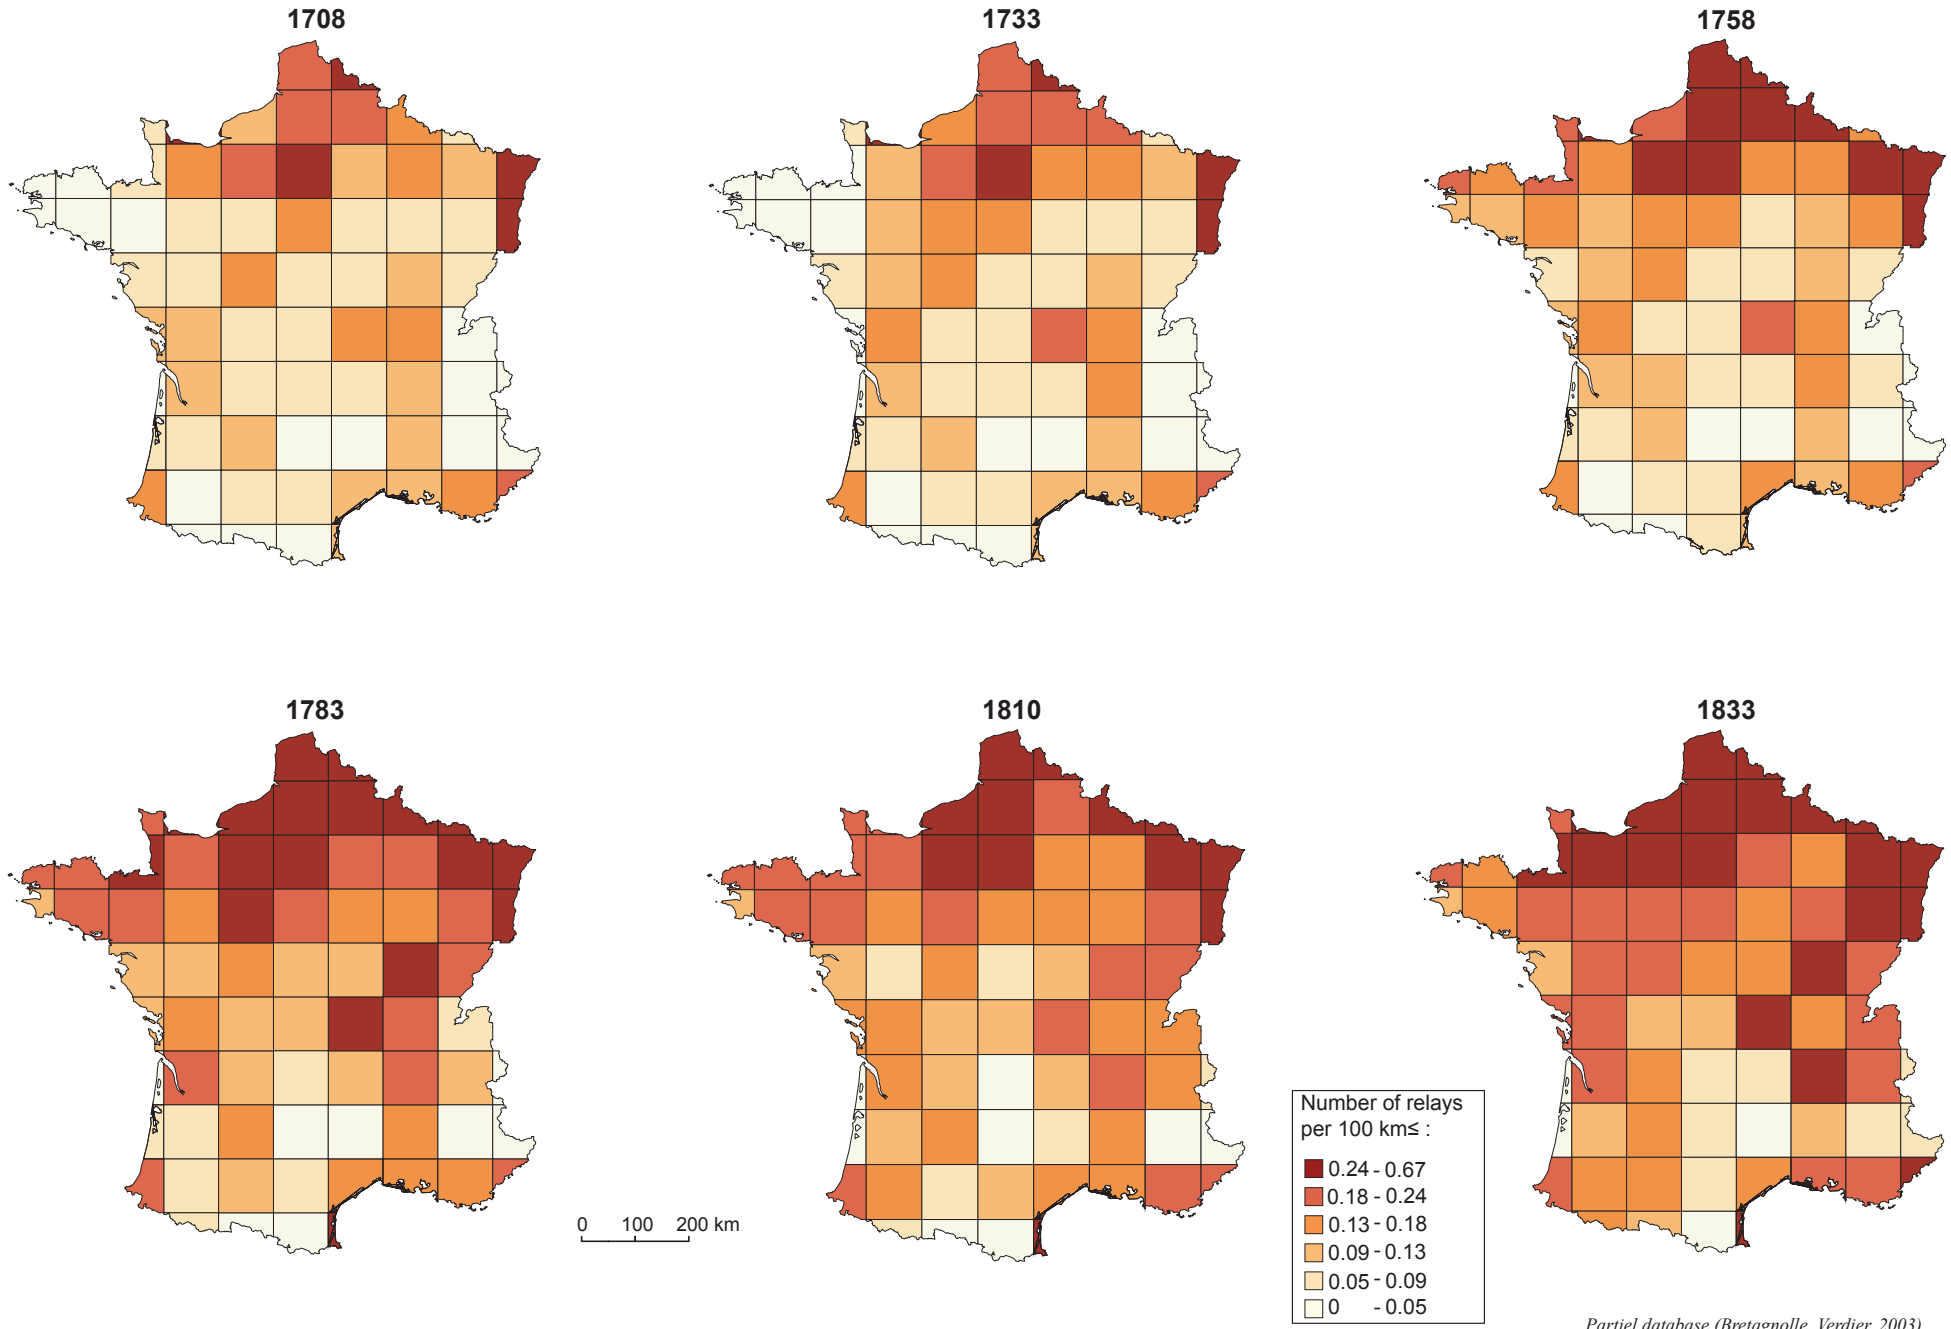 1708
1733
1758
1783
1810
1833
0 100 200 km
Number of relays
per 100 km≤ :
0.24 - 0.67
0.18 - 0.24
0.13 - 0.18
0.09 - 0.13
0.05 - 0.09
0 - 0.05
Partiel database (Bretagnolle, Verdier, 2003)